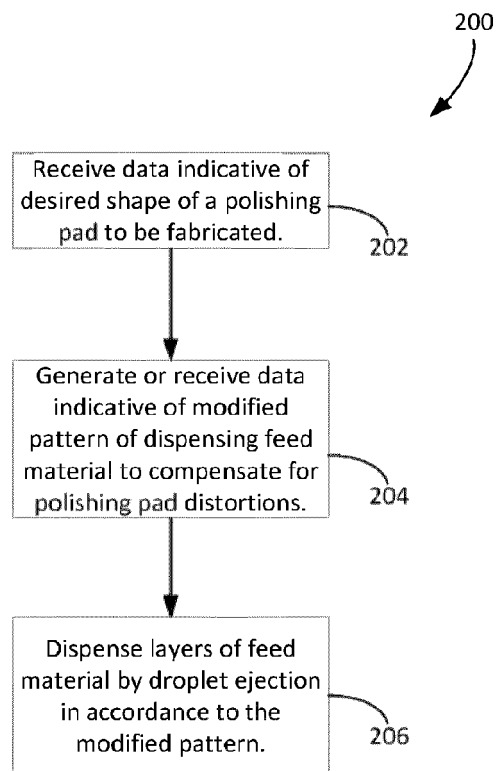 200
Receive data indicative of
desired shape of a polishing
pad to be fabricated.
202
Generate or receive data
indicative of modified
pattern of dispensing feed
material to compensate for
polishing pad distortions.
204
Dispense layers of feed
material by droplet ejection
in accordance to the
modified pattern.
206